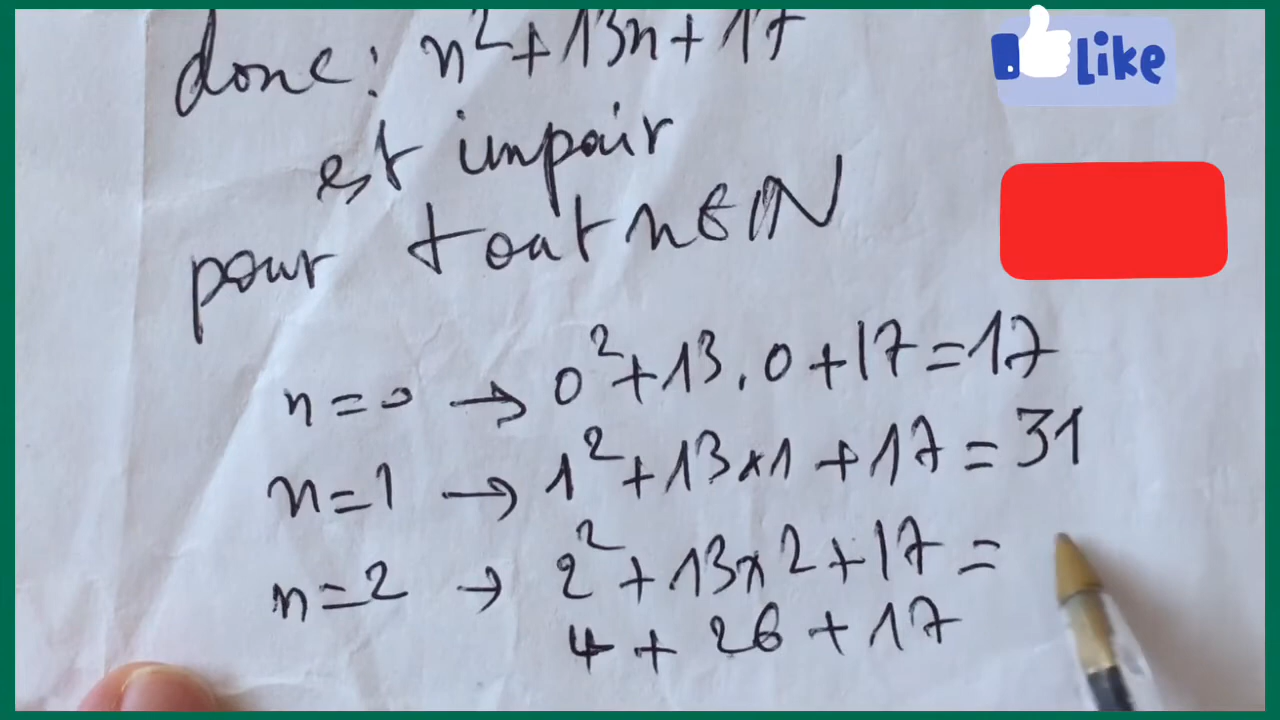 donc: n²+13n+17
Like
est impair
pour tout n∈ℕ
n=0 → 0²+13.0+17=17
n=1 → 1²+13×1+17=31
n=2 → 2²+13×2+17=
4+26+17